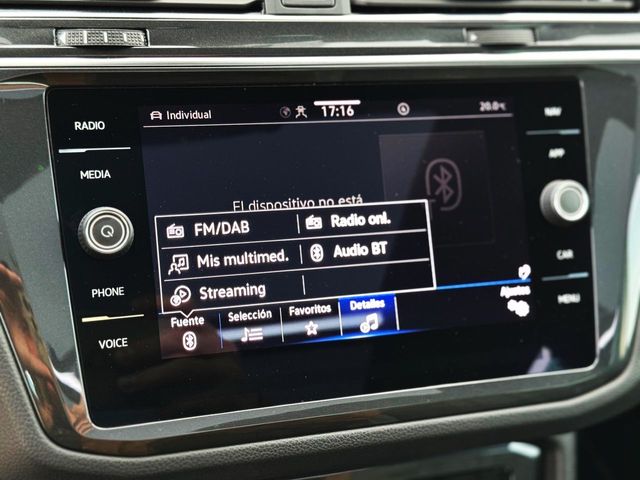 RADIO
MEDIA
PHONE
VOICE
Individual
17:16
20.0°C
El dispositivo no está
FM/DAB
Radio onl.
Mis multimed.
Audio BT
Streaming
Fuente
Selección
Favoritos
Detalles
Ajustes
NAV
APP
CAR
MENU